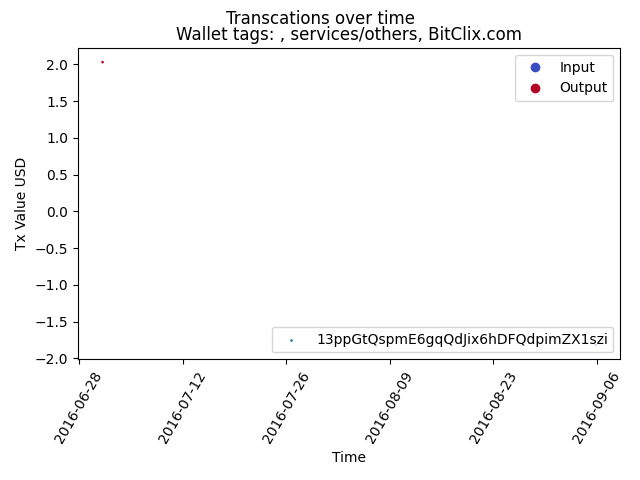 Transcations over time
Wallet tags: , services/others, BitClix.com
Input
Output
2.0
1.5
1.0
0.5
0.0
−0.5
−1.0
−1.5
−2.0
Tx Value USD
13ppGtQspmE6gqQdJix6hDFQdpimZX1szi
2016-06-28
2016-07-12
2016-07-26
2016-08-09
2016-08-23
2016-09-06
Time